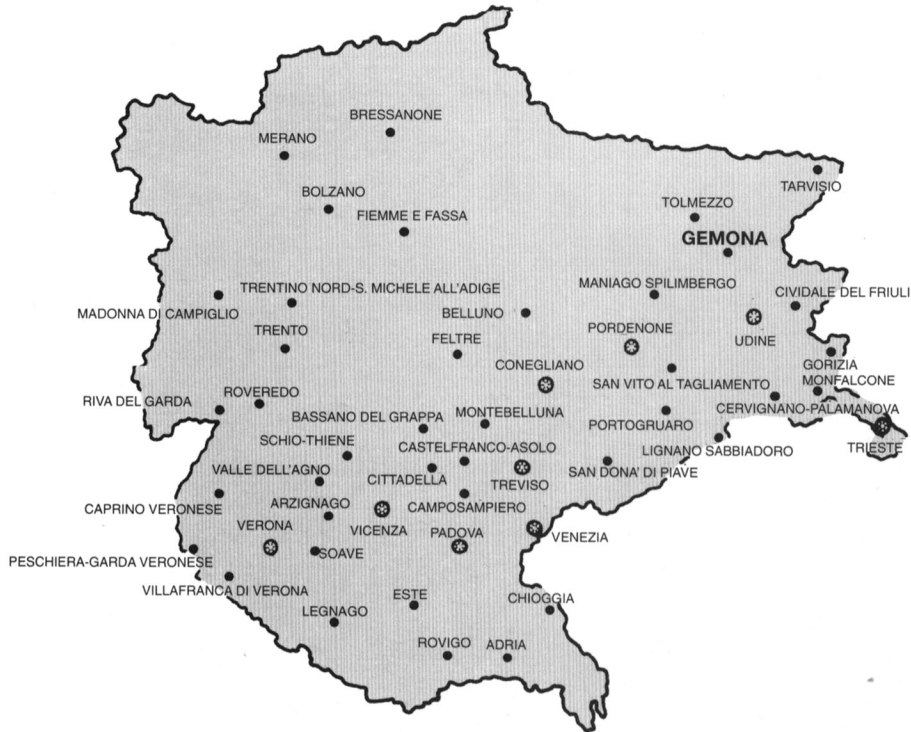 BRESSANONE
MERANO
TARVISIO
BOLZANO
TOLMEZZO
FIEMME E FASSA
GEMONA
MANIAGO SPILIMBERGO
TRENTINO NORD-S. MICHELE ALL'ADIGE
CIVIDALE DEL FRIULI
MADONNA DI CAMPIGLIO
BELLUNO
TRENTO
PORDENONE
FELTRE
UDINE
CONEGLIANO
GORIZIA
SAN VITO AL TAGLIAMENTO
MONFALCONE
ROVEREDO
RIVA DEL GARDA
CERVIGNANO-PALAMANOVA
BASSANO DEL GRAPPA
MONTEBELLUNA
PORTOGRUARO
SCHIO-THIENE
CASTELFRANCO-ASOLO
LIGNANO SABBIADORO
TRIESTE
VALLE DELL'AGNO
CITTADELLA
TREVISO
SAN DONA' DI PIAVE
CAPRINO VERONESE
ARZIGNAGO
CAMPOSAMPIERO
VERONA
VICENZA
PADOVA
VENEZIA
SOAVE
PESCHIERA-GARDA VERONESE
VILLAFRANCA DI VERONA
ESTE
CHIOGGIA
LEGNAGO
ROVIGO
ADRIA